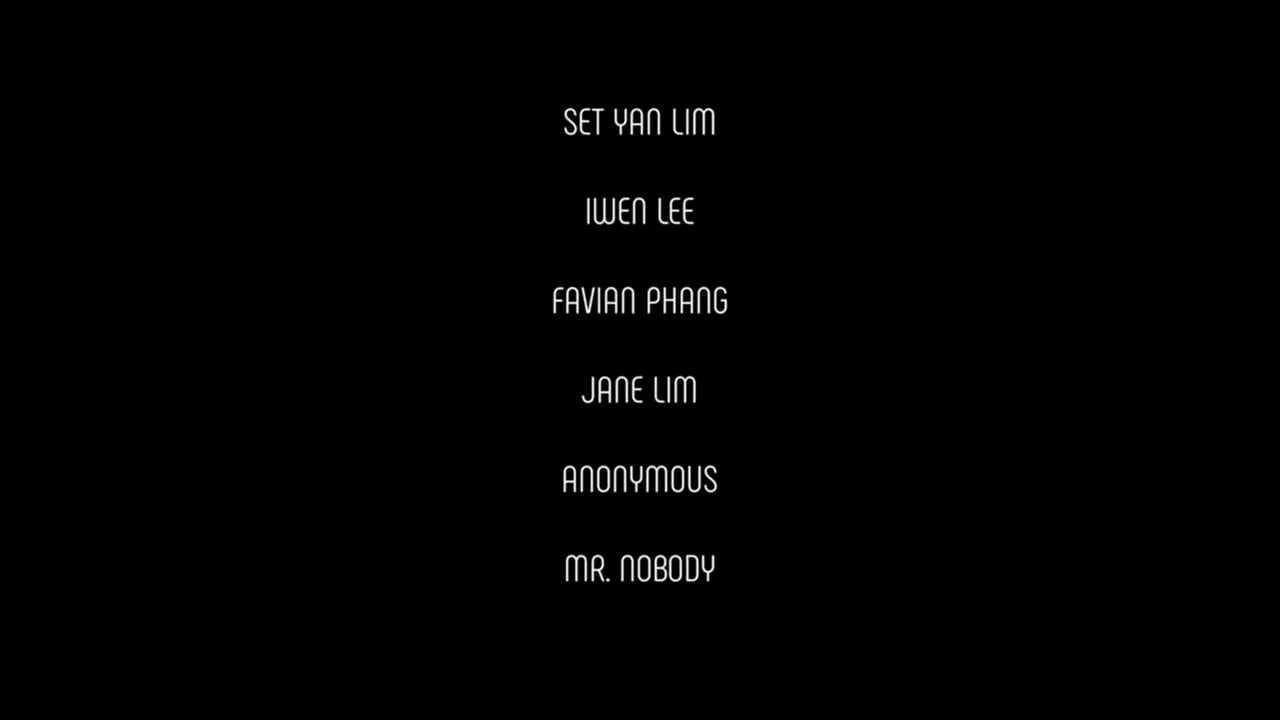 SET YAN LIM
IWEN LEE
FAVIAN PHANG
JANE LIM
ANONYMOUS
MR. NOBODY